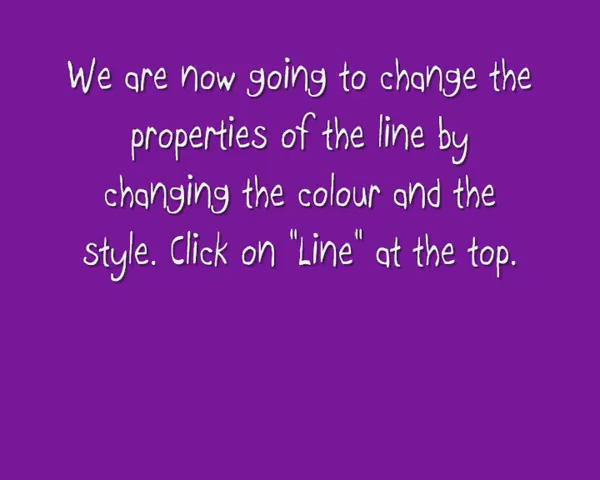 We are now going to change the
properties of the line by
changing the colour and the
style. Click on "Line" at the top.